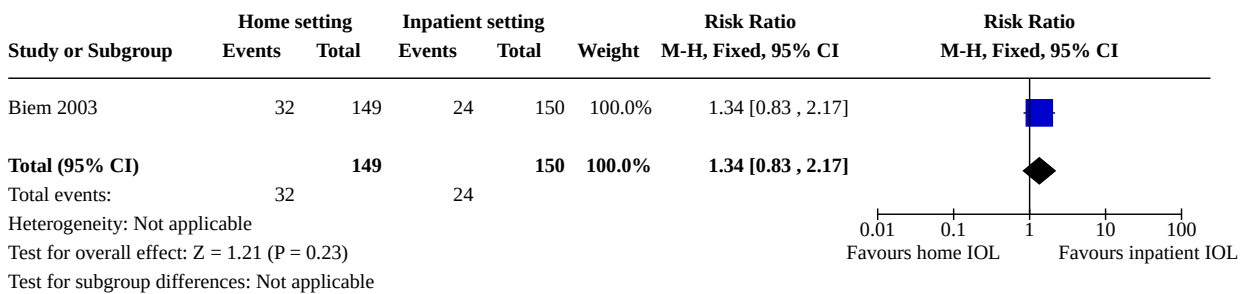 Home setting Inpatient setting Risk Ratio Risk Ratio
Study or Subgroup Events Total Events Total Weight M-H, Fixed, 95% CI M-H, Fixed, 95% CI
Biem 2003 32 149 24 150 100.0% 1.34 [0.83 , 2.17]
Total (95% CI) 149 150 100.0% 1.34 [0.83 , 2.17]
Total events: 32 24
Heterogeneity: Not applicable
0.01 0.1 1 10 100
Test for overall effect: Z = 1.21 (P = 0.23)
Favours home IOL Favours inpatient IOL
Test for subgroup differences: Not applicable